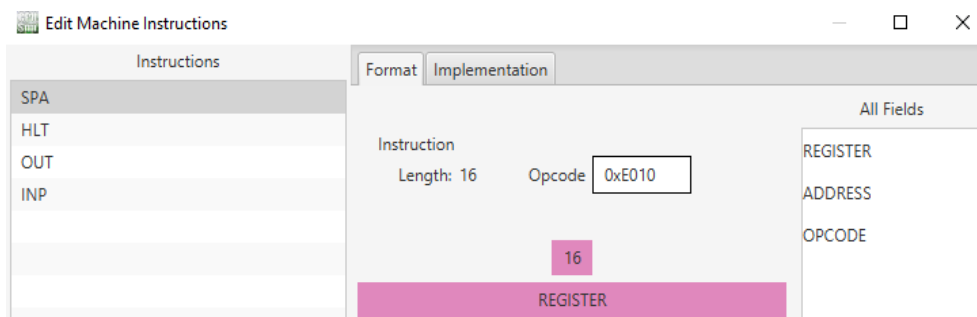 Edit Machine Instructions
Instructions
SPA
HLT
OUT
INP
Format Implementation
Instruction
Length: 16 Opcode 0xE010
16
REGISTER
All Fields
REGISTER
ADDRESS
OPCODE